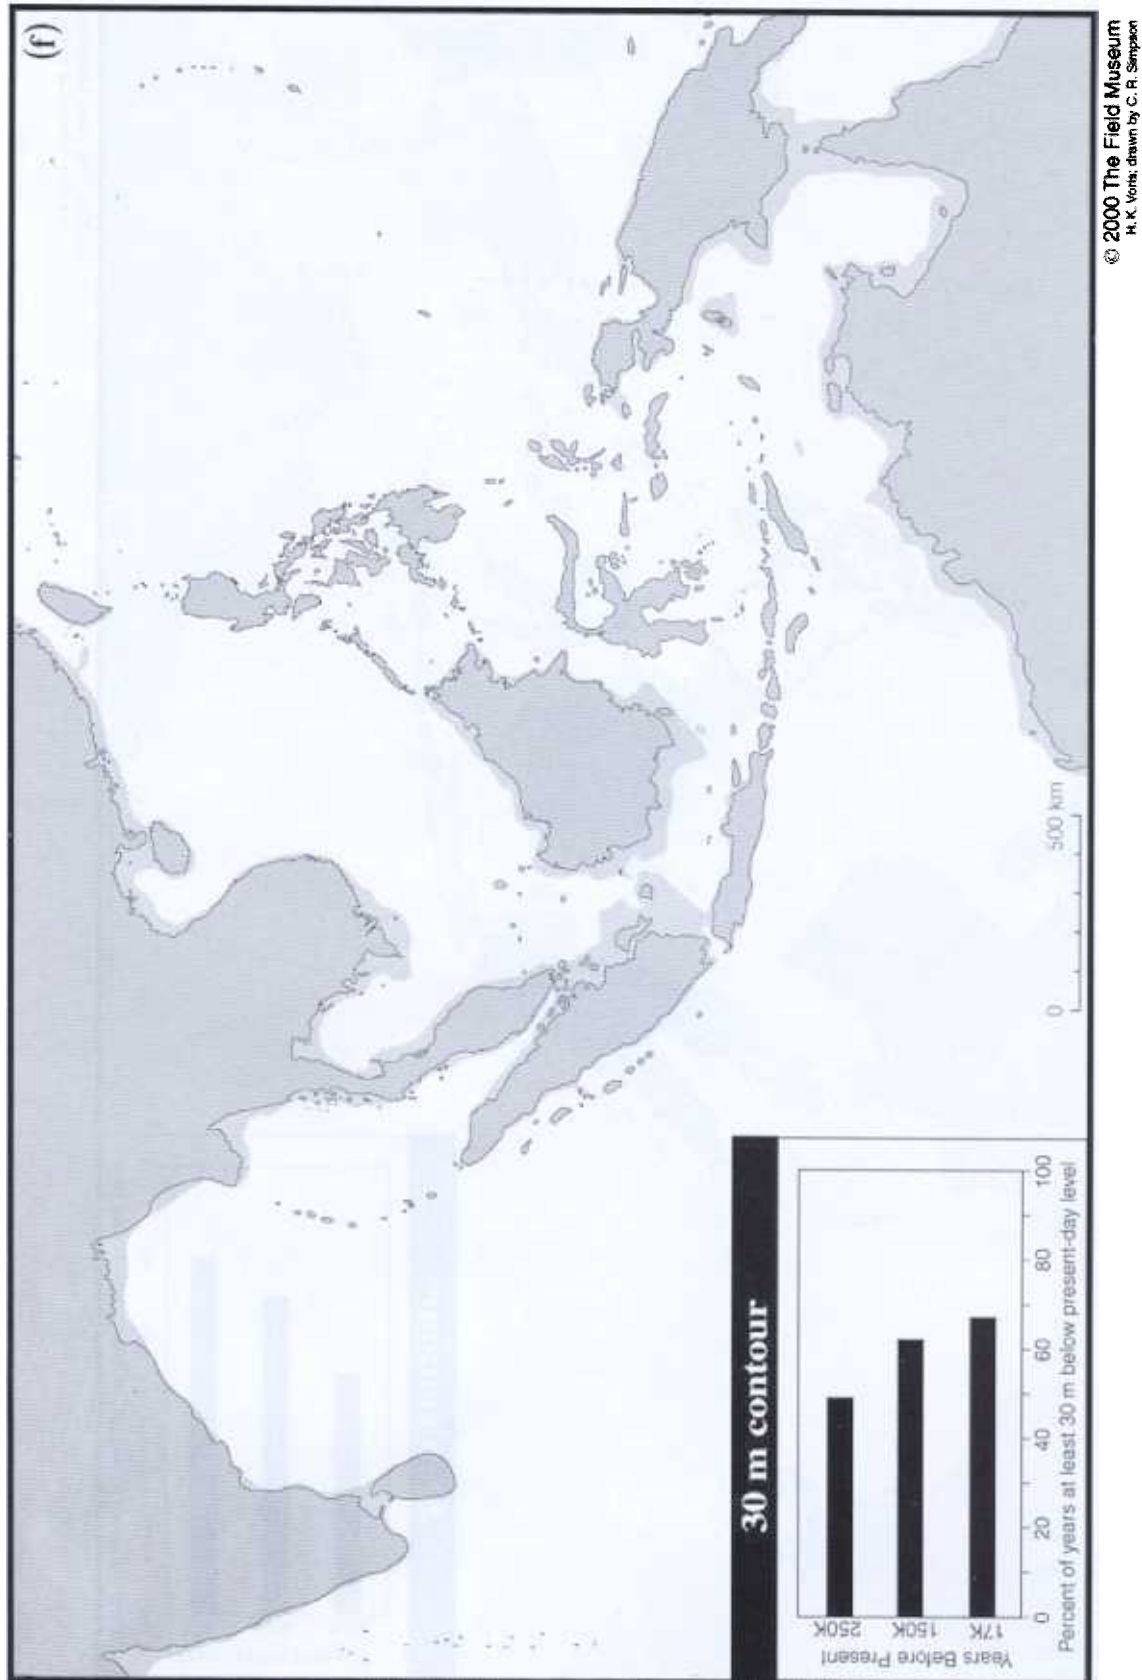 (f)
© 2000 The Field Museum
H. K. Voris; drawn by C. R. Simpson
30 m contour
Years Before Present
250K
150K
17K
0 20 40 60 80 100
Percent of years at least 30 m below present-day level
0 500 km